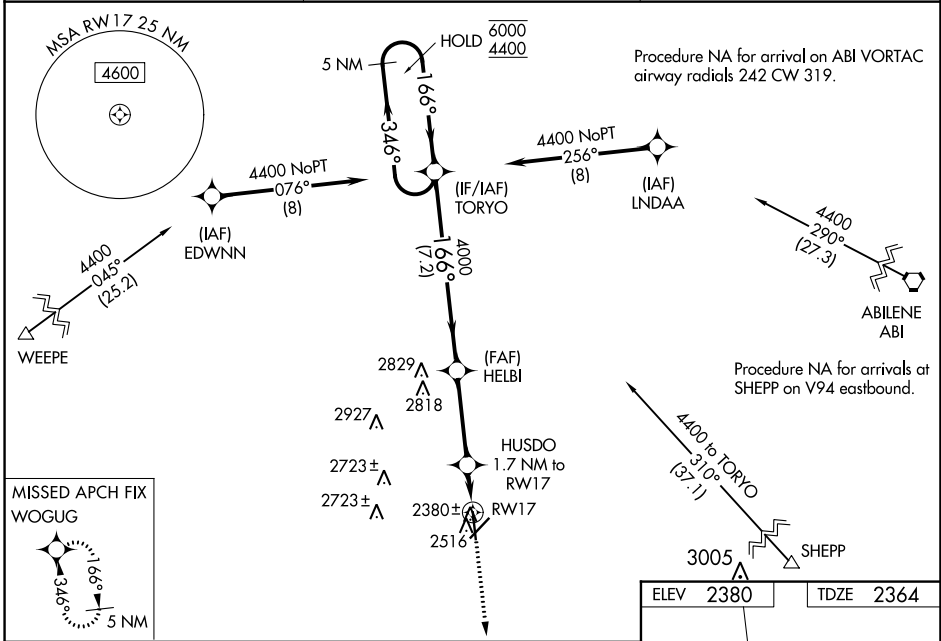 MSA RW17 25 NM
4600
HOLD
6000
4400
5 NM
166°
346°
Procedure NA for arrival on ABI VORTAC
airway radials 242 CW 319.
4400 NoPT
076°
(8)
(IAF)
EDWNN
4400 NoPT
256°
(8)
(IAF)
LNDAA
(IF/IAF)
TORYO
4400
045°
(25.2)
WEEPE
4000
166°
(7.2)
4400
290°
(27.3)
ABILENE
ABI
(FAF)
HELBI
2829
2818
2927
Procedure NA for arrivals at
SHEPP on V94 eastbound.
4400 to TORYO
310°
(37.1)
SHEPP
3005
HUSDO
1.7 NM to
RW17
2723±
2723±
2380±
RW17
2516
MISSED APCH FIX
WOGUG
166°
346°
5 NM
ELEV 2380
TDZE 2364